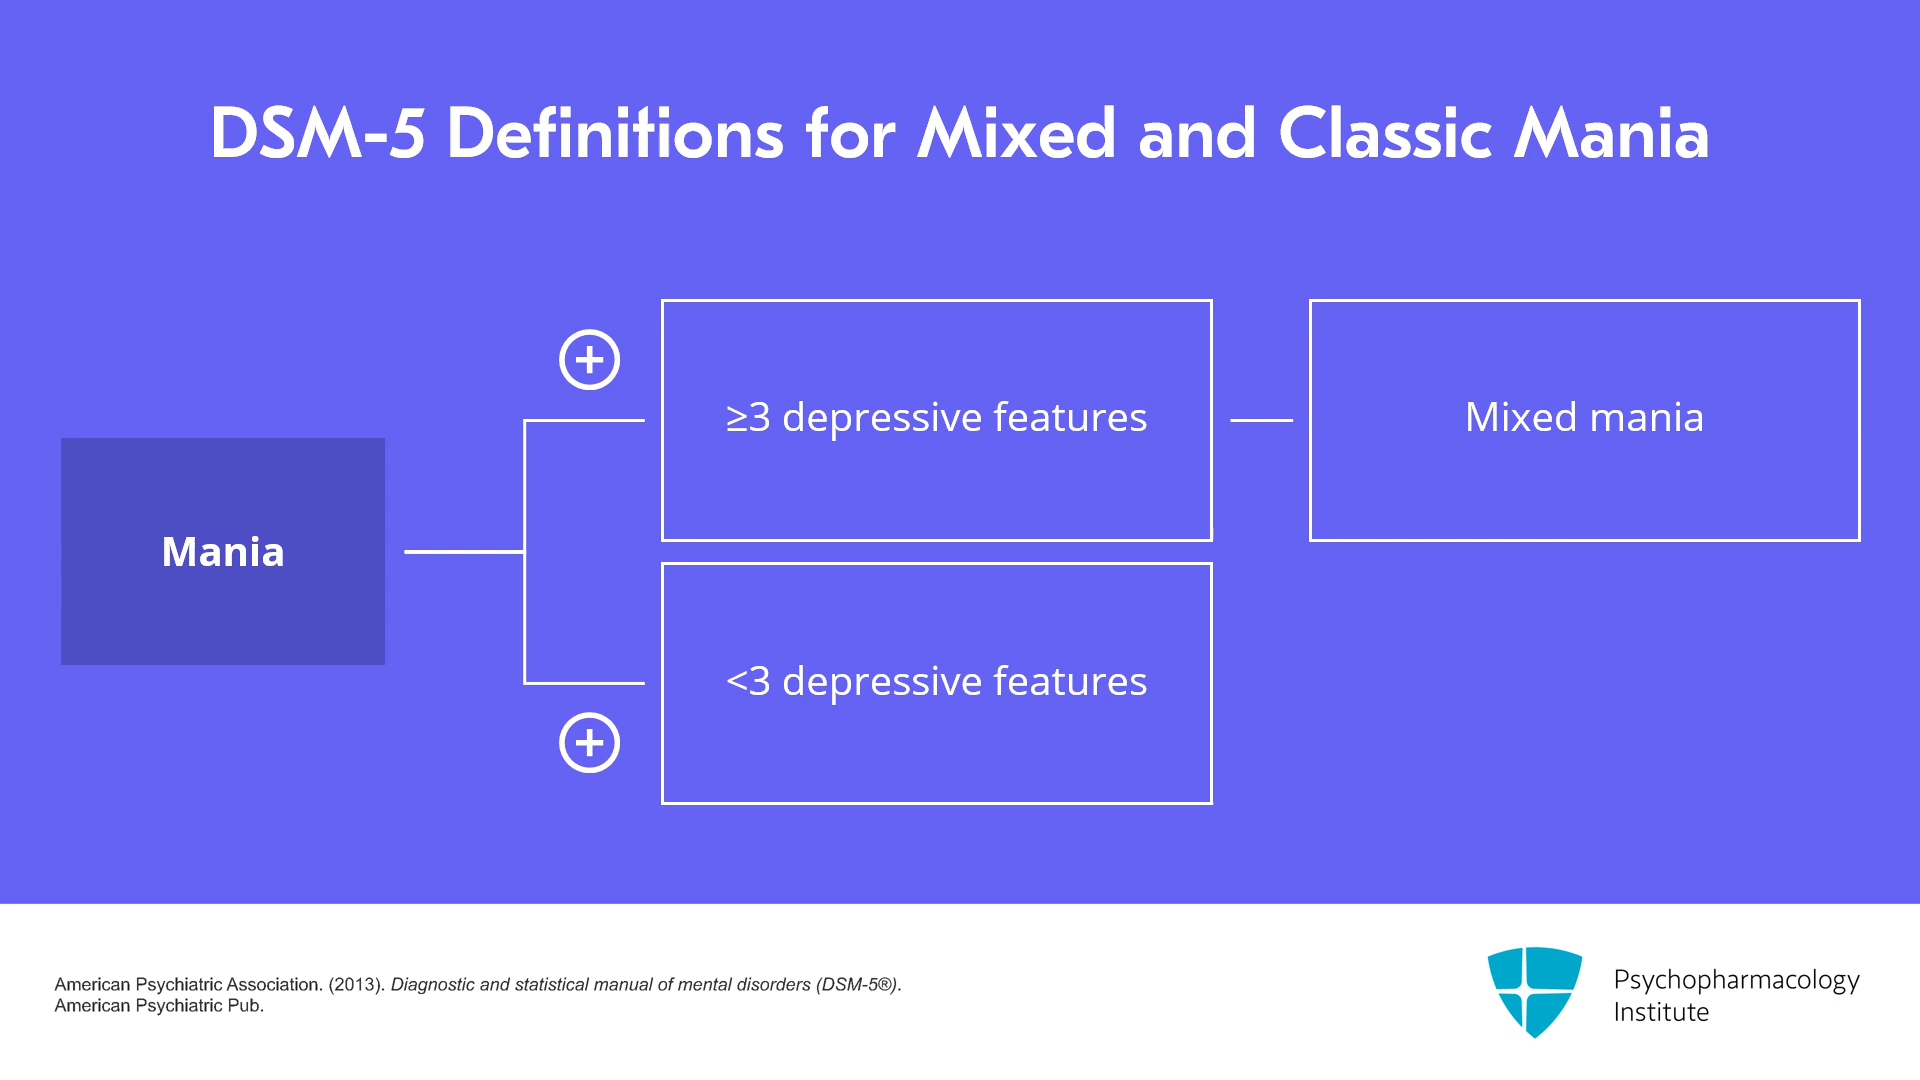 DSM-5 Definitions for Mixed and Classic Mania
Mania
≥3 depressive features
Mixed mania
<3 depressive features
American Psychiatric Association. (2013). Diagnostic and statistical manual of mental disorders (DSM-5®).
American Psychiatric Pub.
Psychopharmacology
Institute